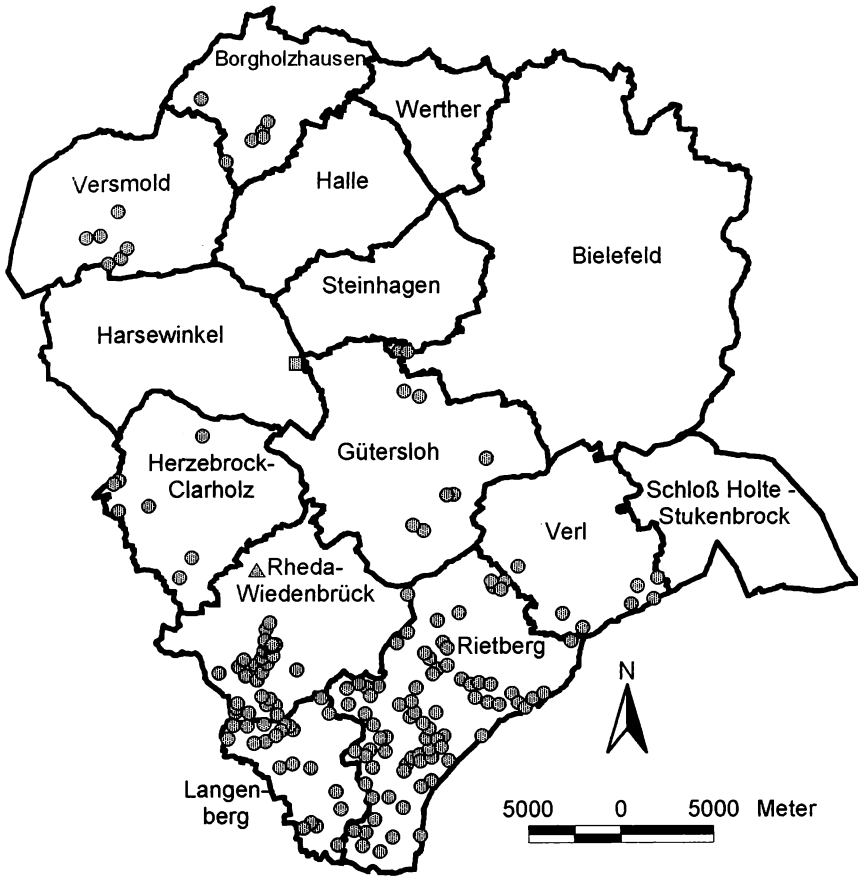 Borgholzhausen
Werther
Versmold
Halle
Bielefeld
Steinhagen
Harsewinkel
Gütersloh
Herzebrock-
Clarholz
Schloß Holte -
Stukenbrock
Verl
Rheda-
Wiedenbrück
Rietberg
N
Langen-
berg
5000 0 5000 Meter